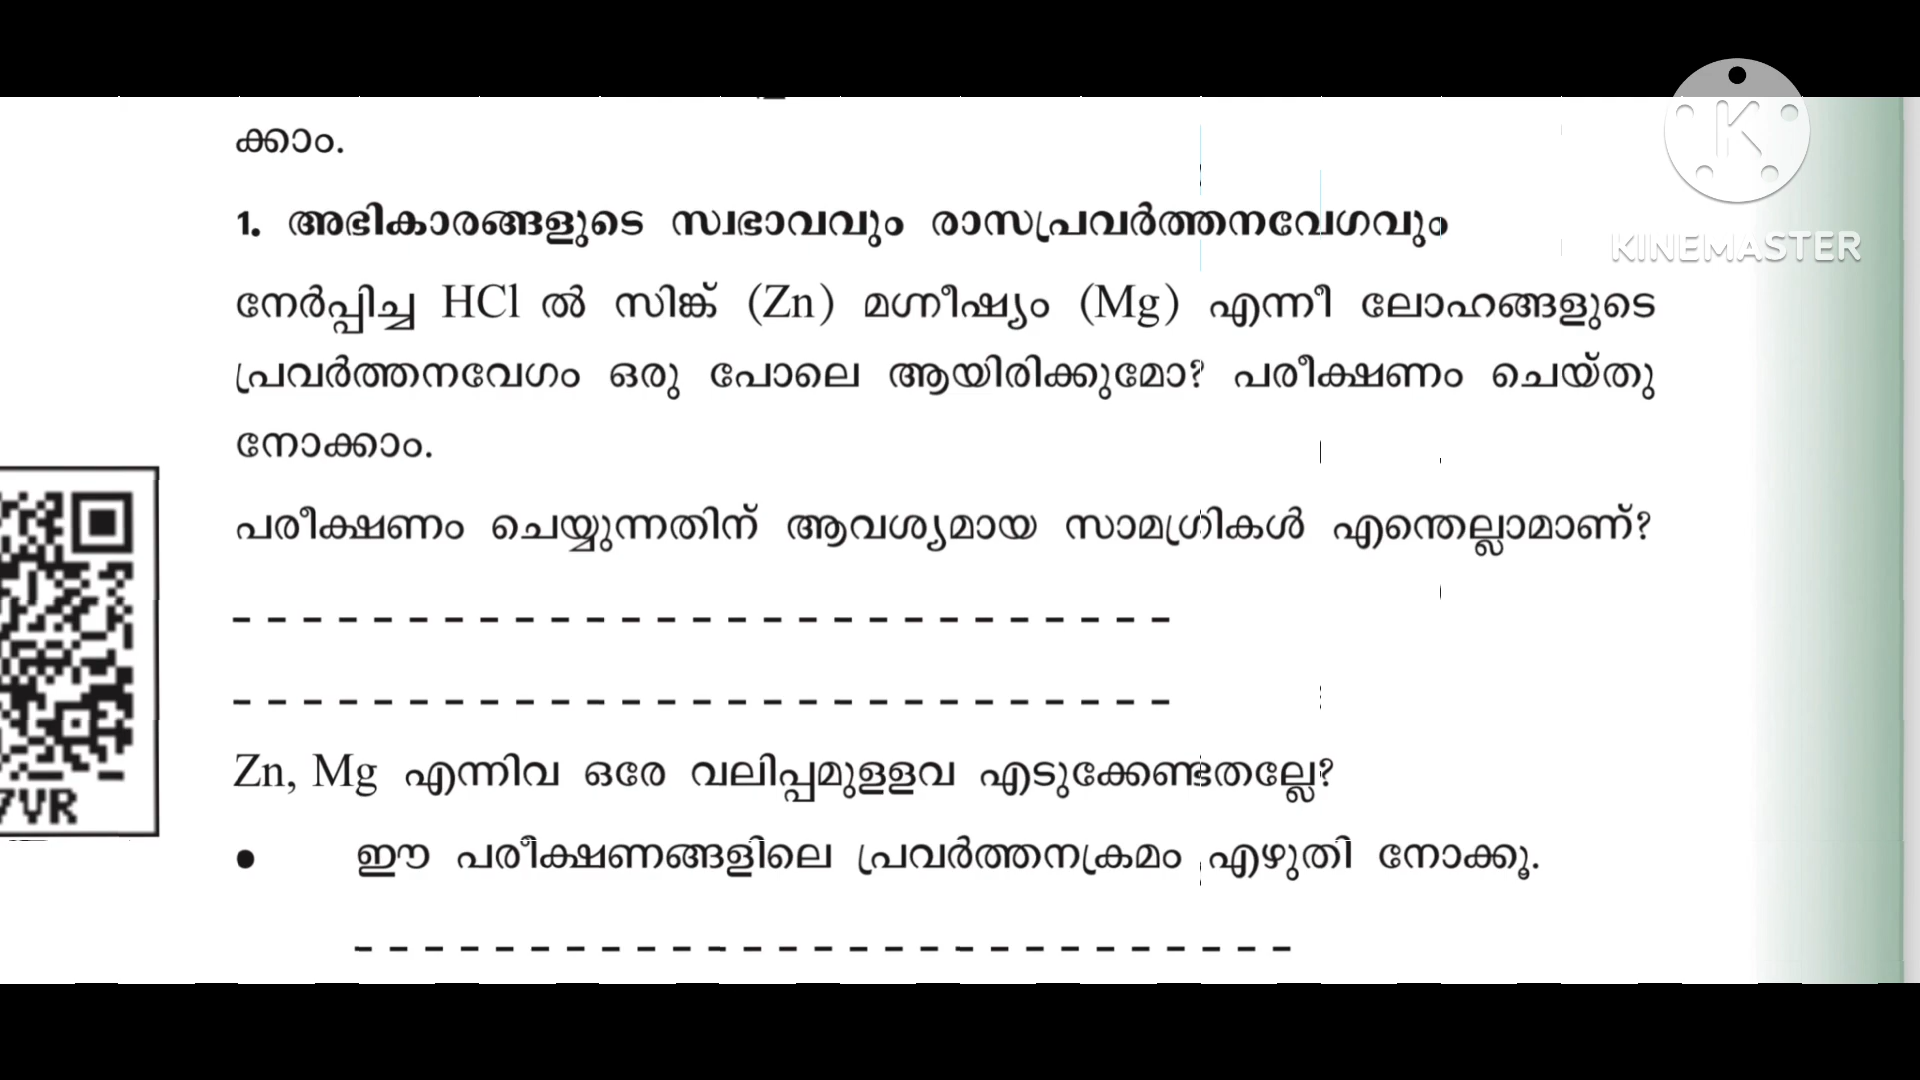 ക്കാം.
1. അഭികാരങ്ങളുടെ സ്വഭാവവും രാസപ്രവർത്തനവേഗവും
നേർപ്പിച്ച HCl ൽ സിങ്ക് (Zn) മഗ്നീഷ്യം (Mg) എന്നീ ലോഹങ്ങളുടെ
പ്രവർത്തനവേഗം ഒരു പോലെ ആയിരിക്കുമോ? പരീക്ഷണം ചെയ്തു
നോക്കാം.
പരീക്ഷണം ചെയ്യുന്നതിന് ആവശ്യമായ സാമഗ്രികൾ എന്തെല്ലാമാണ്?
Zn, Mg എന്നിവ ഒരേ വലിപ്പമുള്ളവ എടുക്കേണ്ടതല്ലേ?
• ഈ പരീക്ഷണങ്ങളിലെ പ്രവർത്തനക്രമം എഴുതി നോക്കൂ.
7VR
KINEMASTER